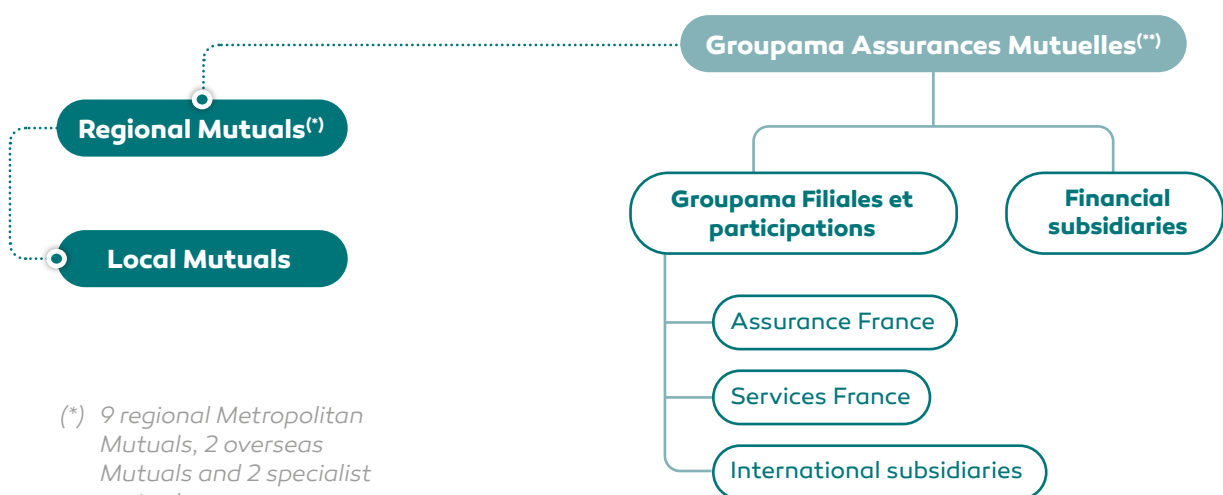 Groupama Assurances Mutuelles(**)
Regional Mutuals(*)
Local Mutuals
Groupama Filiales et
participations
Financial
subsidiaries
Assurance France
Services France
International subsidiaries
(*) 9 regional Metropolitan
Mutuals, 2 overseas
Mutuals and 2 specialist